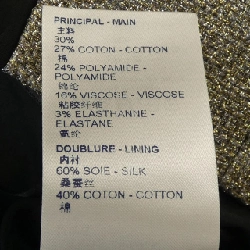 PRINCIPAL - MAIN
主料
30%
27% COTON - COTTON
棉
24% POLYAMIDE -
POLYAMIDE
锦纶
16% VISCOSE - VISCOSE
粘胶纤维
3% ELASTHANNE -
ELASTANE
氨纶
DOUBLURE - LINING
内衬
60% SOIE - SILK
桑蚕丝
40% COTON - COTTON
棉